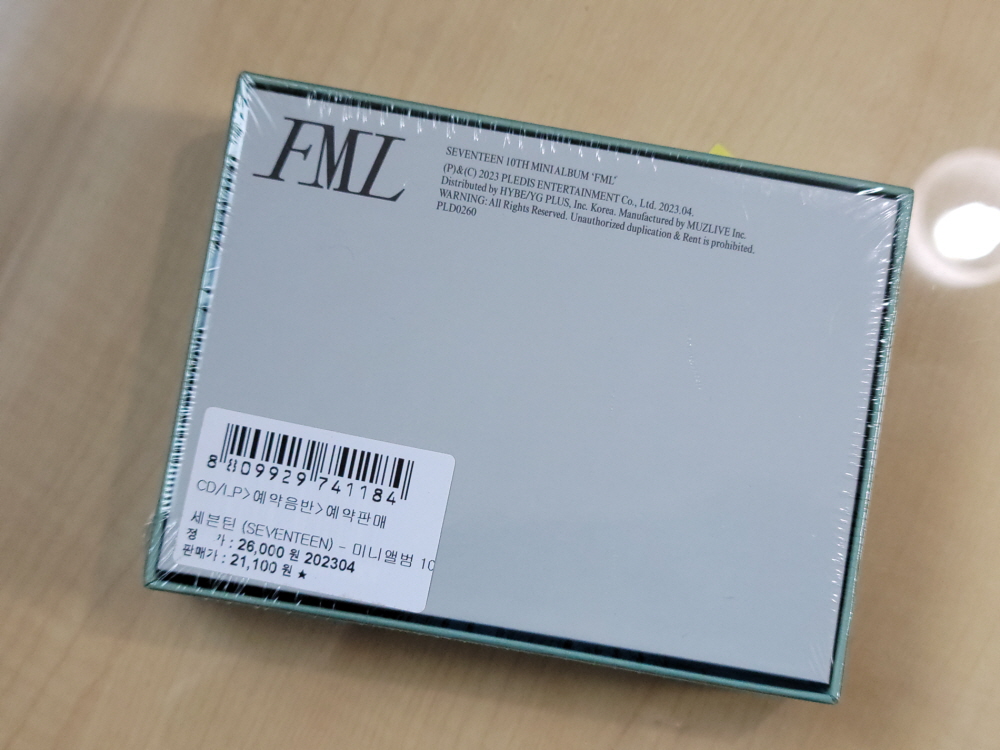 FML
SEVENTEEN 10TH MINI ALBUM "FML"
(P)&(C) 2023 PLEDIS ENTERTAINMENT Co., Ltd. 2023.04.
Distributed by HYBE/YG PLUS, Inc. Korea. Manufactured by MUZLIVE Inc.
WARNING: All Rights Reserved. Unauthorized duplication & Rent is prohibited.
PLD0260
8 809929 741184
CD/LP>예약음반>예약판매
세븐틴 (SEVENTEEN) - 미니앨범 10
정 가 : 26,000 원 202304
판매가 : 21,100 원 ★